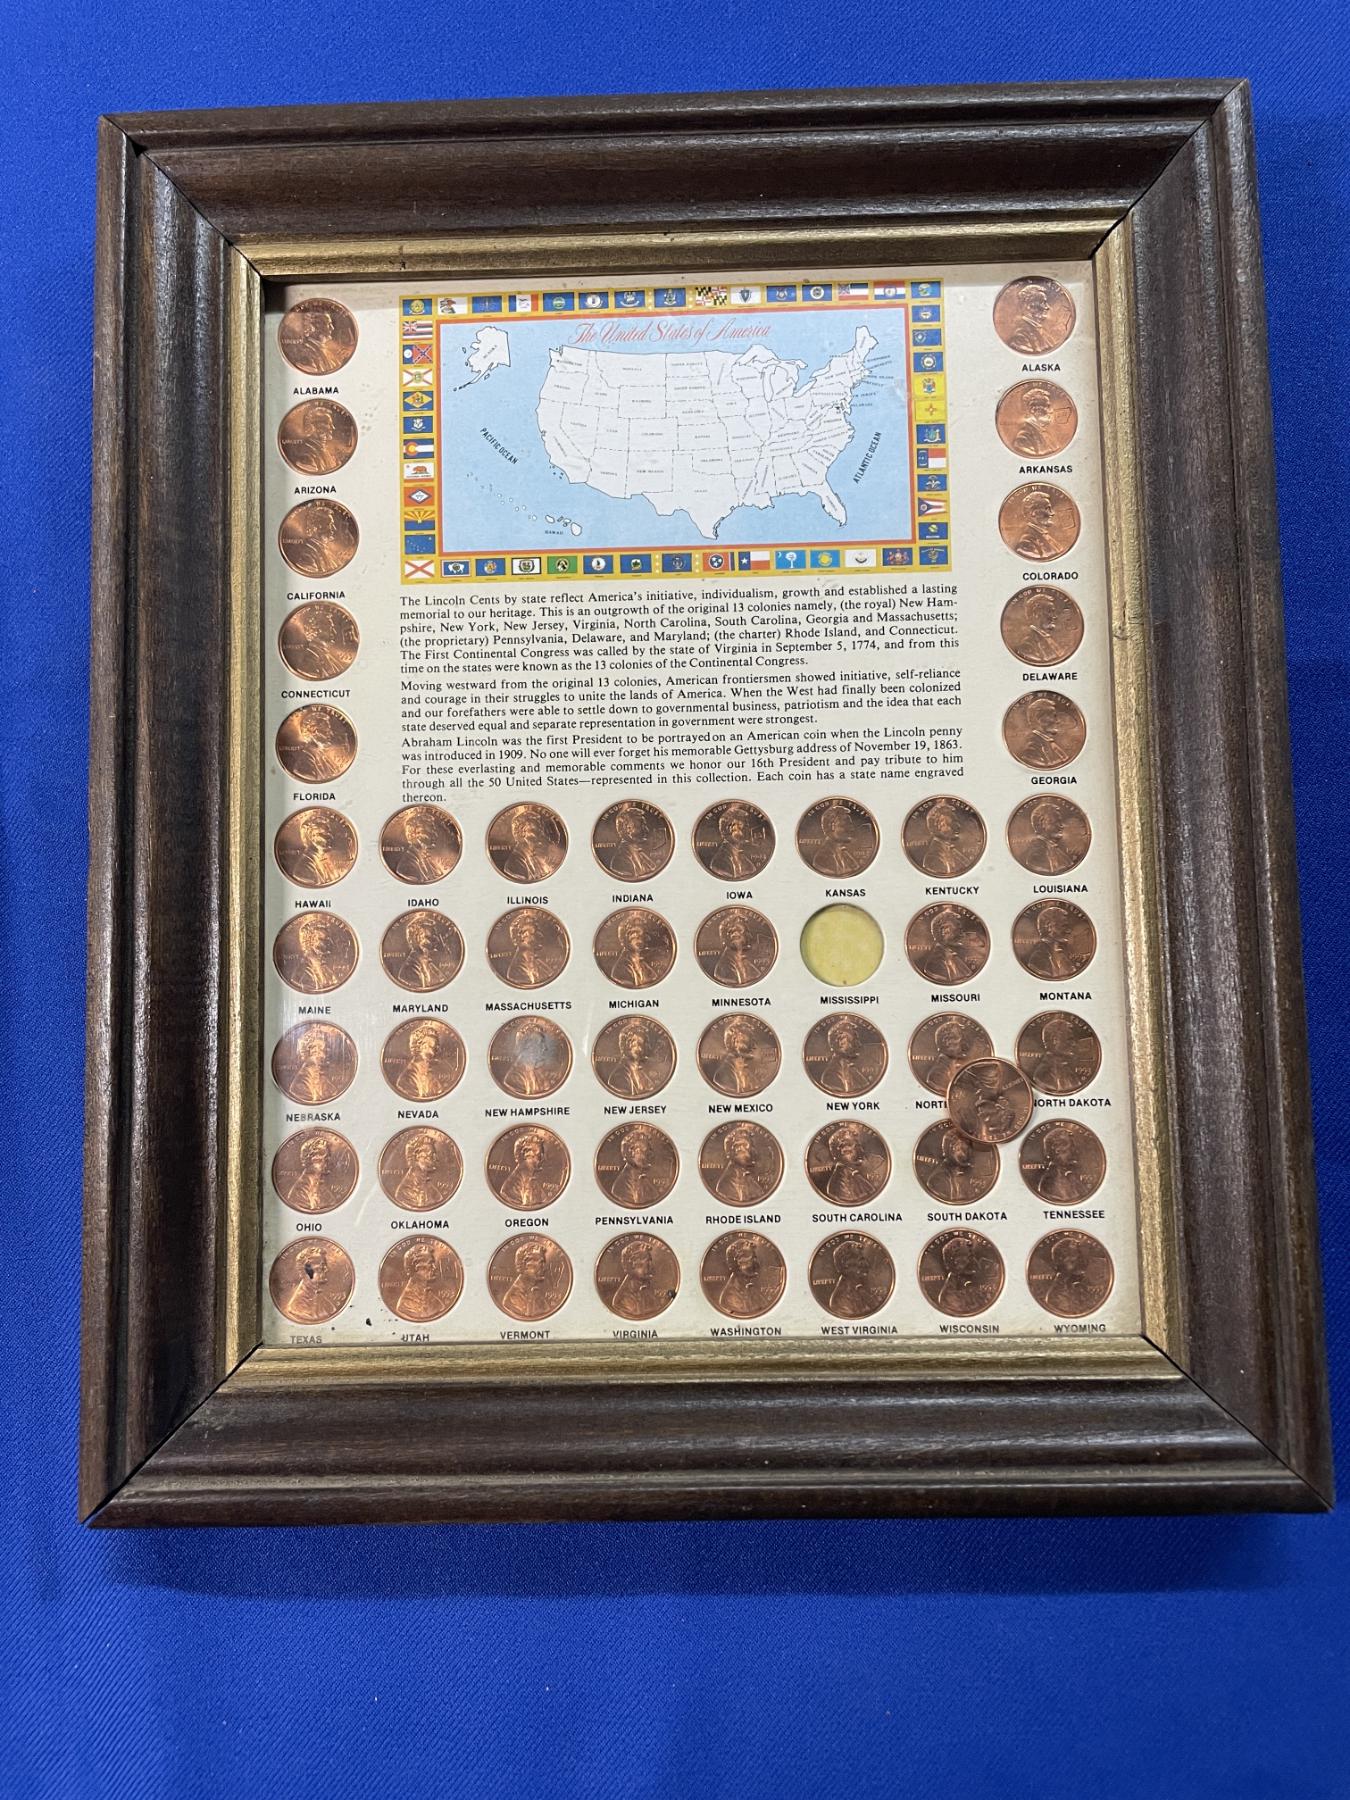 The United States of America
ALASKA
PACIFIC OCEAN
ATLANTIC OCEAN
HAWAII
ALABAMA
ALASKA
ARIZONA
ARKANSAS
CALIFORNIA
COLORADO
CONNECTICUT
DELAWARE
FLORIDA
GEORGIA
The Lincoln Cents by state reflect America's initiative, individualism, growth and established a lasting
memorial to our heritage. This is an outgrowth of the original 13 colonies namely, (the royal) New Ham-
pshire, New York, New Jersey, Virginia, North Carolina, South Carolina, Georgia and Massachusetts;
(the proprietary) Pennsylvania, Delaware, and Maryland; (the charter) Rhode Island, and Connecticut.
The First Continental Congress was called by the state of Virginia in September 5, 1774, and from this
time on the states were known as the 13 colonies of the Continental Congress.
Moving westward from the original 13 colonies, American frontiersmen showed initiative, self-reliance
and courage in their struggles to unite the lands of America. When the West had finally been colonized
and our forefathers were able to settle down to governmental business, patriotism and the idea that each
state deserved equal and separate representation in government were strongest.
Abraham Lincoln was the first President to be portrayed on an American coin when the Lincoln penny
was introduced in 1909. No one will ever forget his memorable Gettysburg address of November 19, 1863.
For these everlasting and memorable comments we honor our 16th President and pay tribute to him
through all the 50 United States—represented in this collection. Each coin has a state name engraved
thereon.
HAWAII IDAHO ILLINOIS INDIANA IOWA KANSAS KENTUCKY LOUISIANA
MAINE MARYLAND MASSACHUSETTS MICHIGAN MINNESOTA MISSISSIPPI MISSOURI MONTANA
NEBRASKA NEVADA NEW HAMPSHIRE NEW JERSEY NEW MEXICO NEW YORK NORT ORTH DAKOTA
OHIO OKLAHOMA OREGON PENNSYLVANIA RHODE ISLAND SOUTH CAROLINA SOUTH DAKOTA TENNESSEE
TEXAS UTAH VERMONT VIRGINIA WASHINGTON WEST VIRGINIA WISCONSIN WYOMING